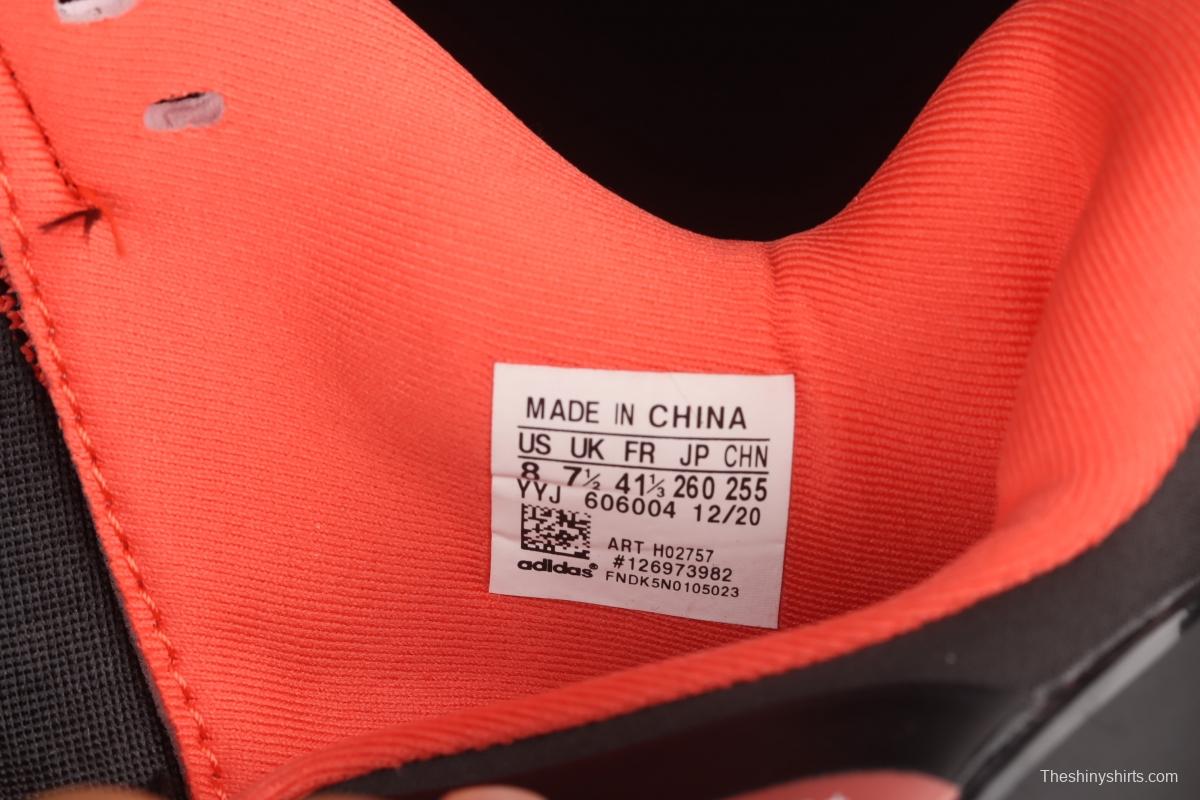 MADE IN CHINA
US UK FR JP CHN
8 7½ 41⅓ 260 255
YYJ 606004 12/20
ART H02757
#126973982
adidas®
FNDK5N0105023
Theshinyshirts.com